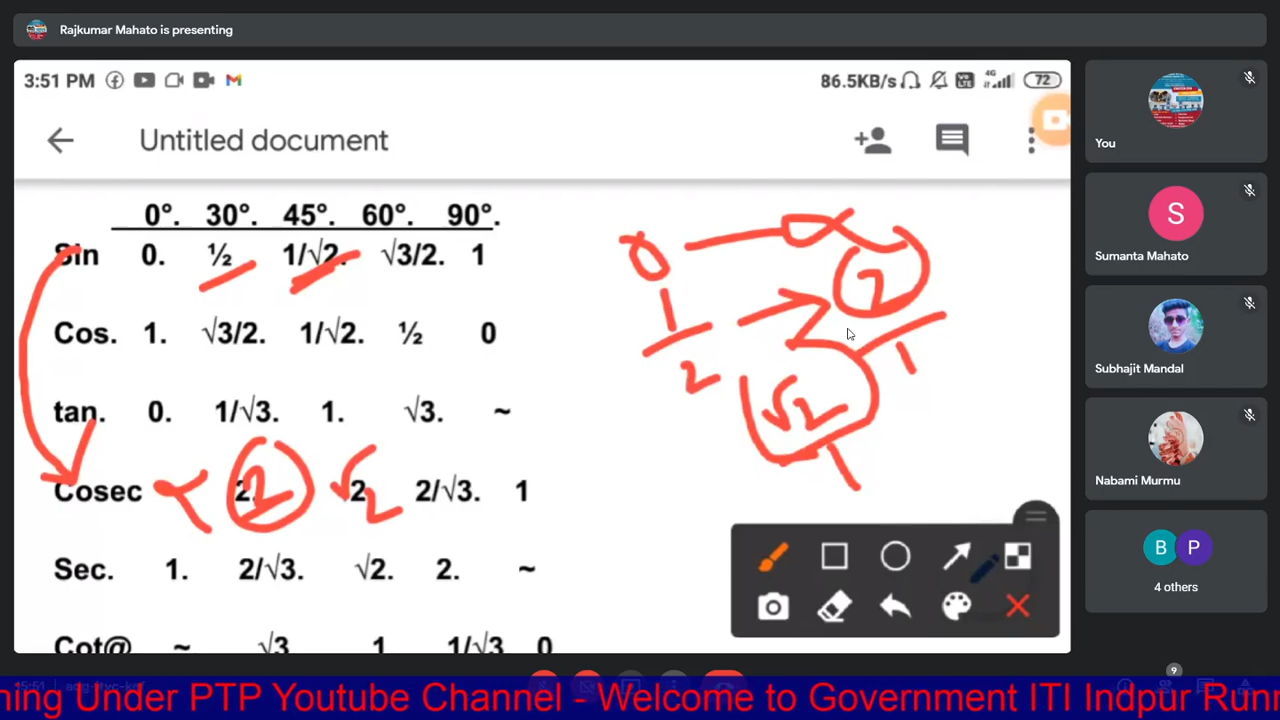 Rajkumar Mahato is presenting
3:51 PM 86.5KB/s 4G 72
Untitled document
0°. 30°. 45°. 60°. 90°.
Sin 0. ½ 1/√2. √3/2. 1
Cos. 1. √3/2. 1/√2. ½ 0
tan. 0. 1/√3. 1. √3. ~
Cosec 2 √2 2/√3. 1
Sec. 1. 2/√3. √2. 2. ~
Cot@ ~ √3 1 1/√3 0
0
1
2
2
1
√2
1
You
S
Sumanta Mahato
Subhajit Mandal
Nabami Murmu
B P
4 others
9
ning Under PTP Youtube Channel - Welcome to Government ITI Indpur Runn